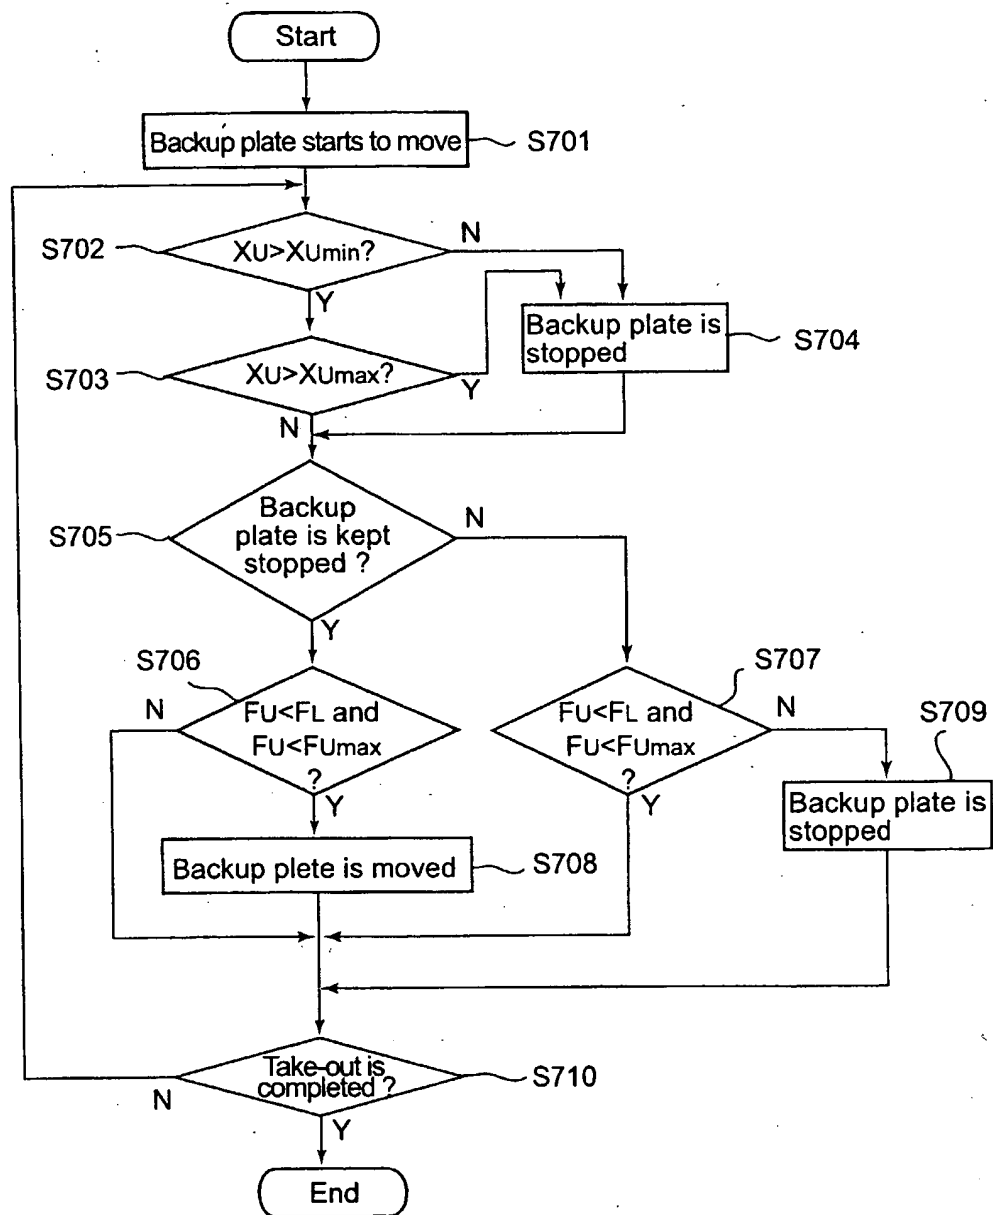 Start
Backup plate starts to move
S701
S702
XU>XUmin?
N
Y
S703
XU>XUmax?
Y
N
Backup plate is
stopped
S704
S705
Backup
plate is kept
stopped ?
N
Y
S706
N
FU<FL and
FU<FUmax
?
Y
S707
FU<FL and
FU<FUmax
?
N
Y
S709
Backup plate is
stopped
Backup plete is moved
S708
Take-out is
completed ?
S710
N
Y
End